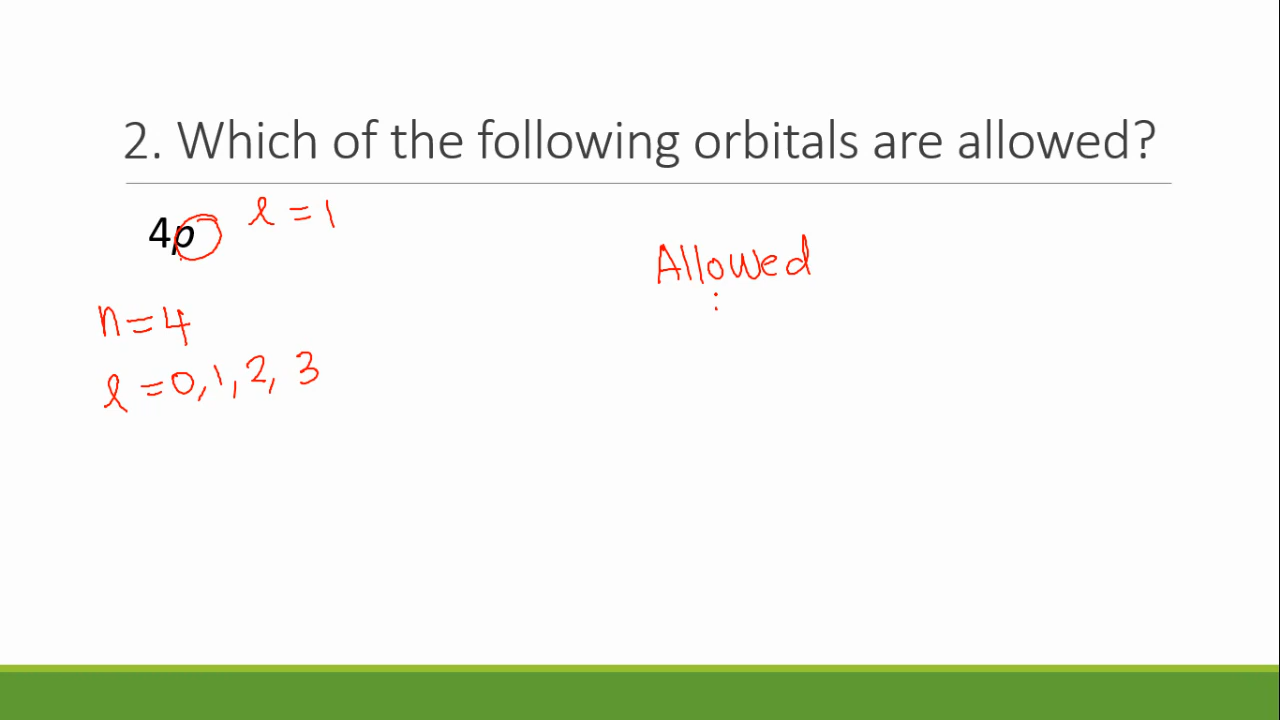 2. Which of the following orbitals are allowed?
4p
l = 1
Allowed
n = 4
l = 0, 1, 2, 3